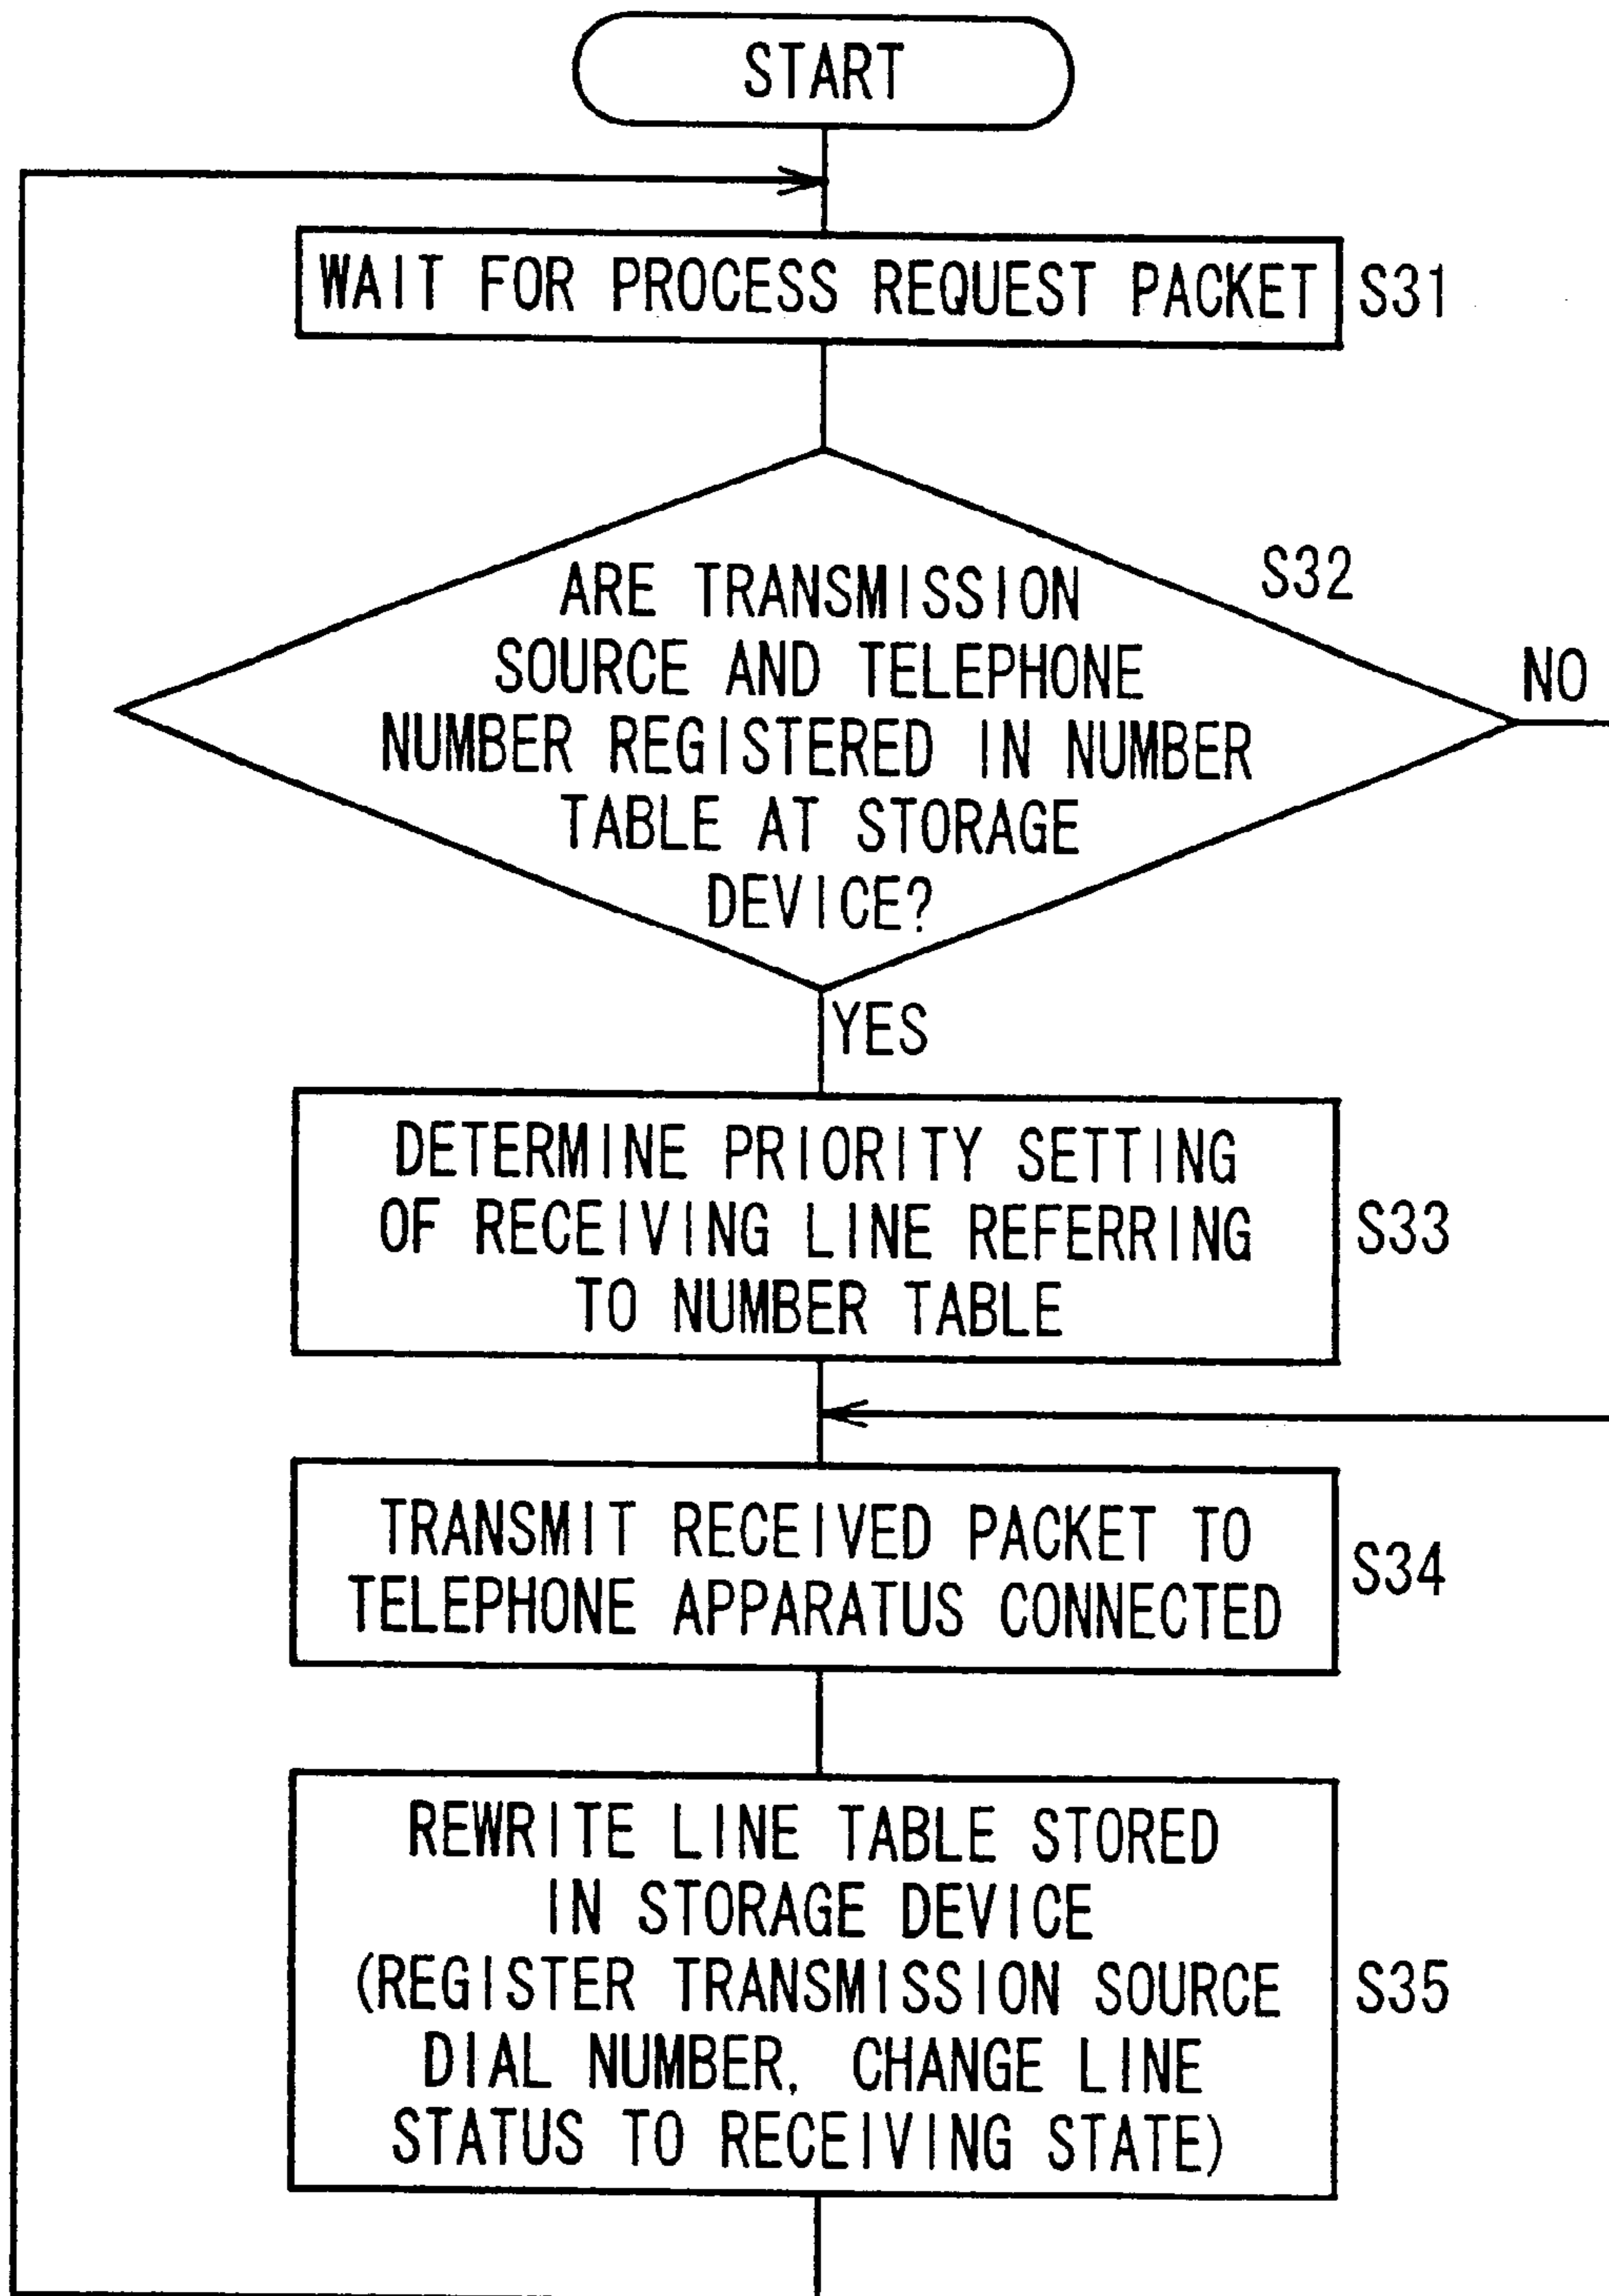 START
WAIT FOR PROCESS REQUEST PACKET S31
S32
ARE TRANSMISSION
SOURCE AND TELEPHONE
NO
NUMBER REGISTERED IN NUMBER
TABLE AT STORAGE
DEVICE?
YES
DETERMINE PRIORITY SETTING
OF RECEIVING LINE REFERRING
TO NUMBER TABLE
S33
TRANSMIT RECEIVED PACKET TO
TELEPHONE APPARATUS CONNECTED
S34
REWRITE LINE TABLE STORED
IN STORAGE DEVICE
(REGISTER TRANSMISSION SOURCE
DIAL NUMBER, CHANGE LINE
STATUS TO RECEIVING STATE)
S35